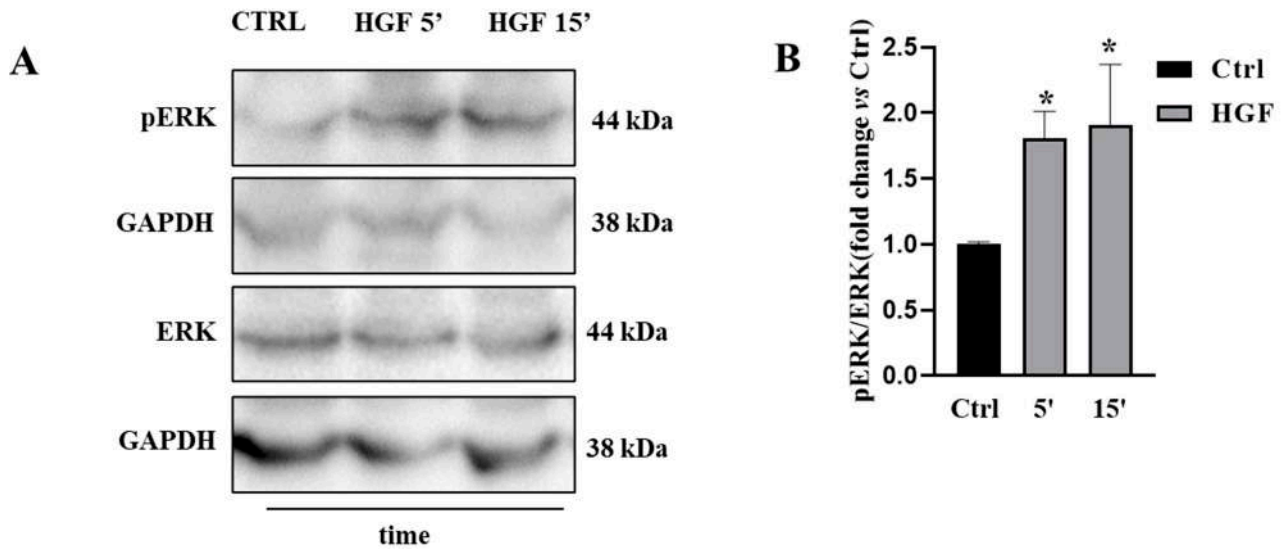 A
CTRL HGF 5’ HGF 15’
pERK 44 kDa
GAPDH 38 kDa
ERK 44 kDa
GAPDH 38 kDa
time
B
pERK/ERK(fold change vs Ctrl)
2.5
2.0
1.5
1.0
0.5
0.0
* *
Ctrl 5' 15'
Ctrl
HGF